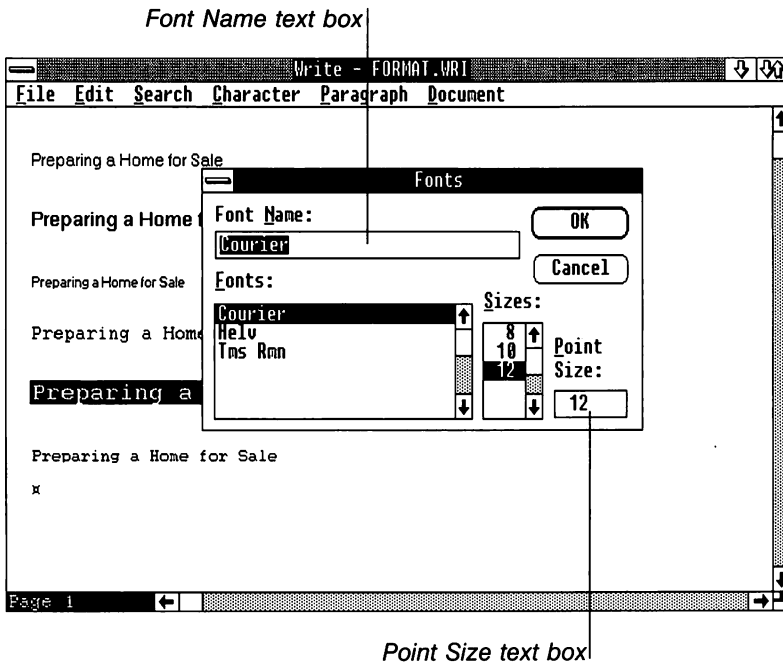 Font Name text box
Write - FORMAT.WRI
File Edit Search Character Paragraph Document
Preparing a Home for Sale
Fonts
Preparing a Home f
Font Name:
OK
Courier
Cancel
Preparing a Home for Sale
Fonts:
Sizes:
Courier
Helv
Tms Rmn
8
10
12
Point
Size:
12
Preparing a Home
Preparing a
Preparing a Home for Sale
¤
Page 1
Point Size text box